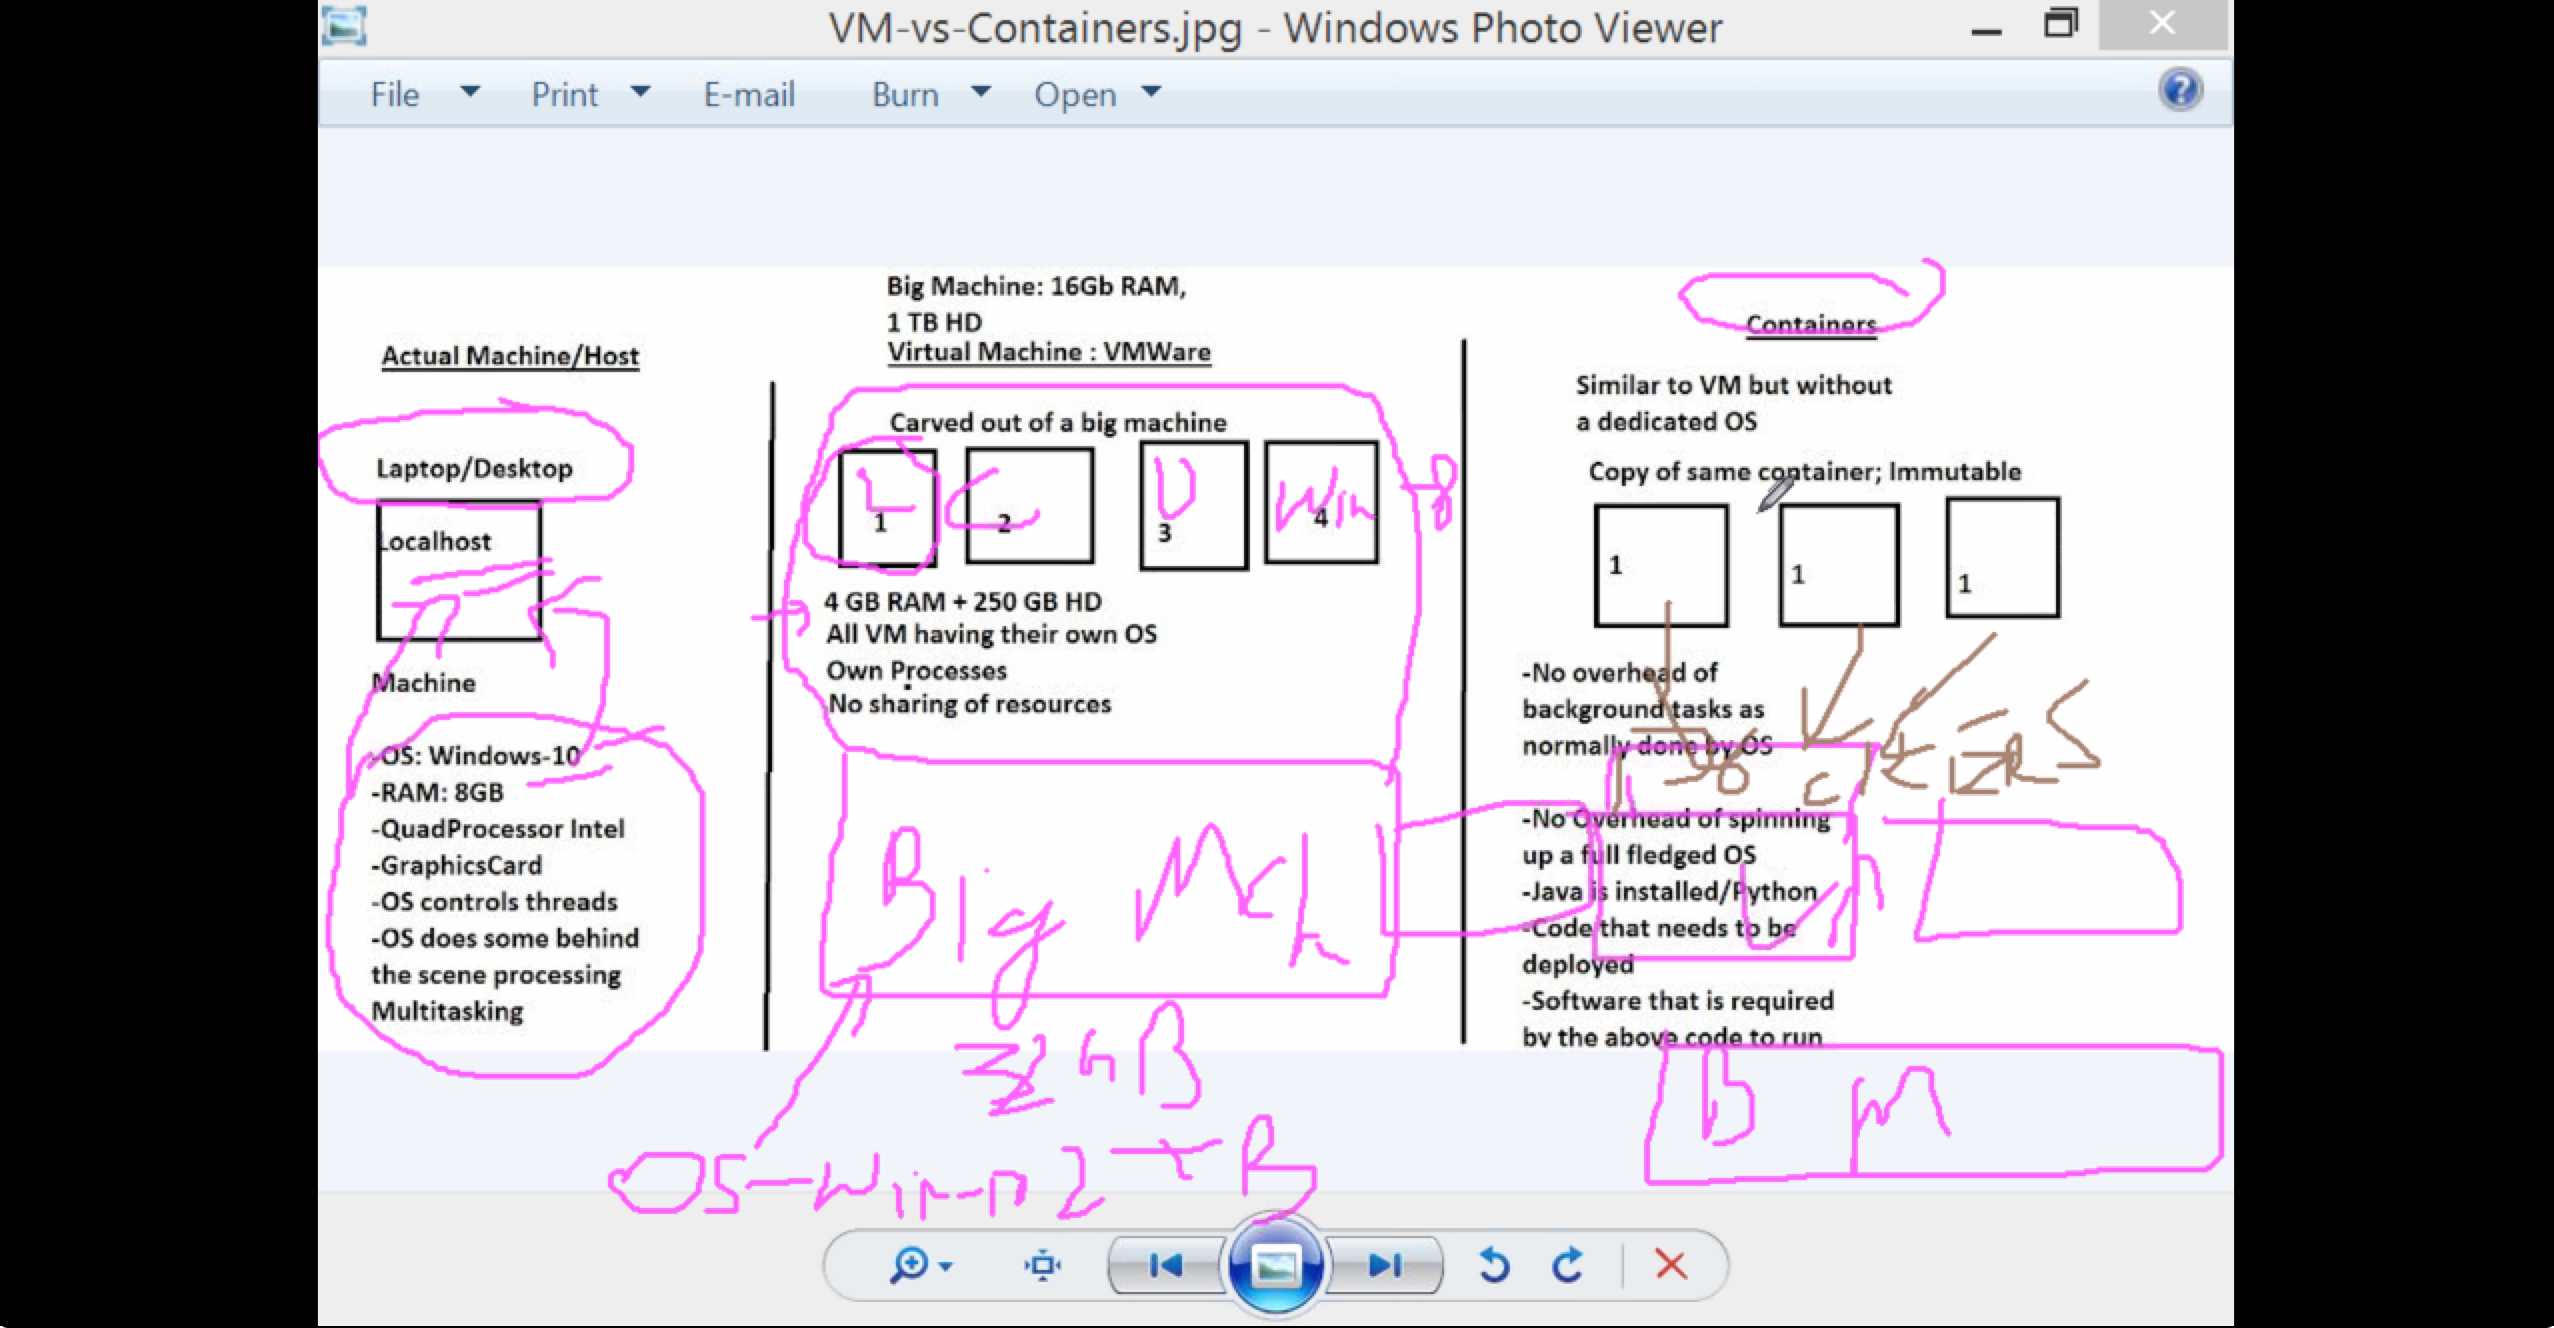 VM-vs-Containers.jpg - Windows Photo Viewer
File Print E-mail Burn Open
Actual Machine/Host
Laptop/Desktop
Localhost
Machine
-OS: Windows-10
-RAM: 8GB
-QuadProcessor Intel
-GraphicsCard
-OS controls threads
-OS does some behind
the scene processing
Multitasking
Big Machine: 16Gb RAM,
1 TB HD
Virtual Machine : VMWare
Carved out of a big machine
L C U Win
1 2 3 4
4 GB RAM + 250 GB HD
All VM having their own OS
Own Processes
No sharing of resources
Big Mch
32 GB
Containers
Similar to VM but without
a dedicated OS
Copy of same container; Immutable
1 1 1
-No overhead of
background tasks as
normally done by OS
-No Overhead of spinning
up a full fledged OS
-Java is installed/Python
-Code that needs to be
deployed
-Software that is required
by the above code to run
B M